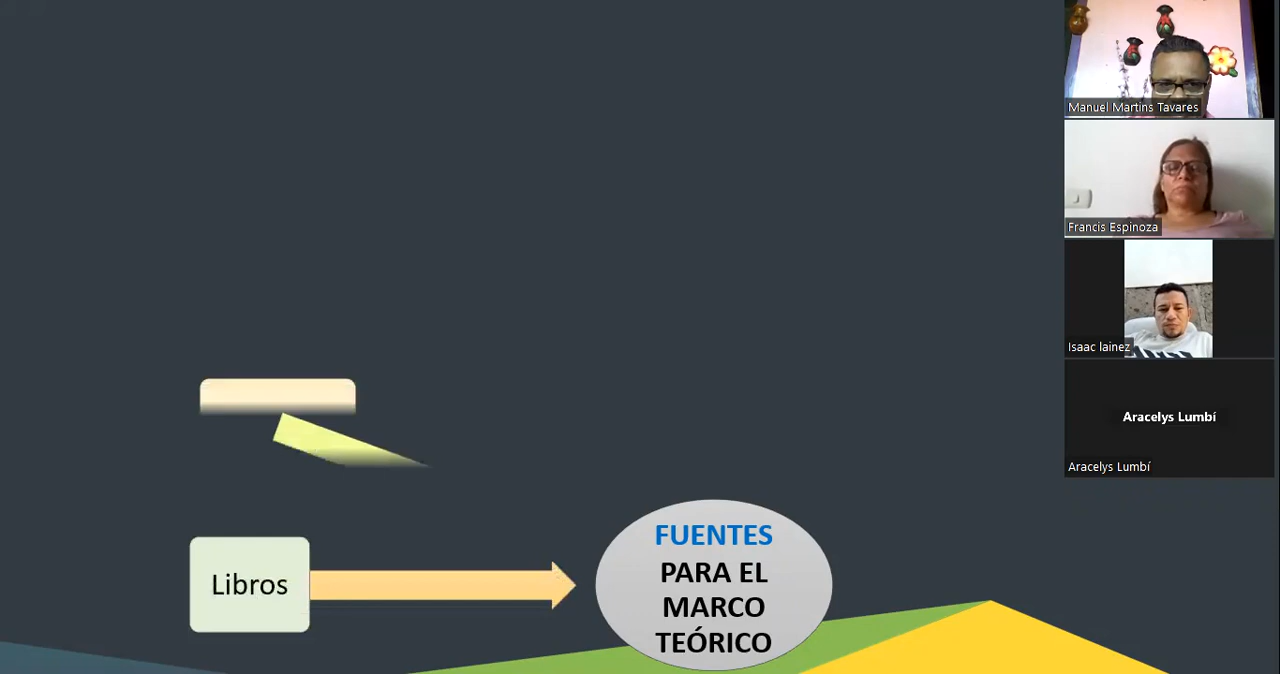 Manuel Martins Tavares
Francis Espinoza
Isaac lainez
Aracelys Lumbí
Aracelys Lumbí
Libros
FUENTES
PARA EL
MARCO
TEÓRICO